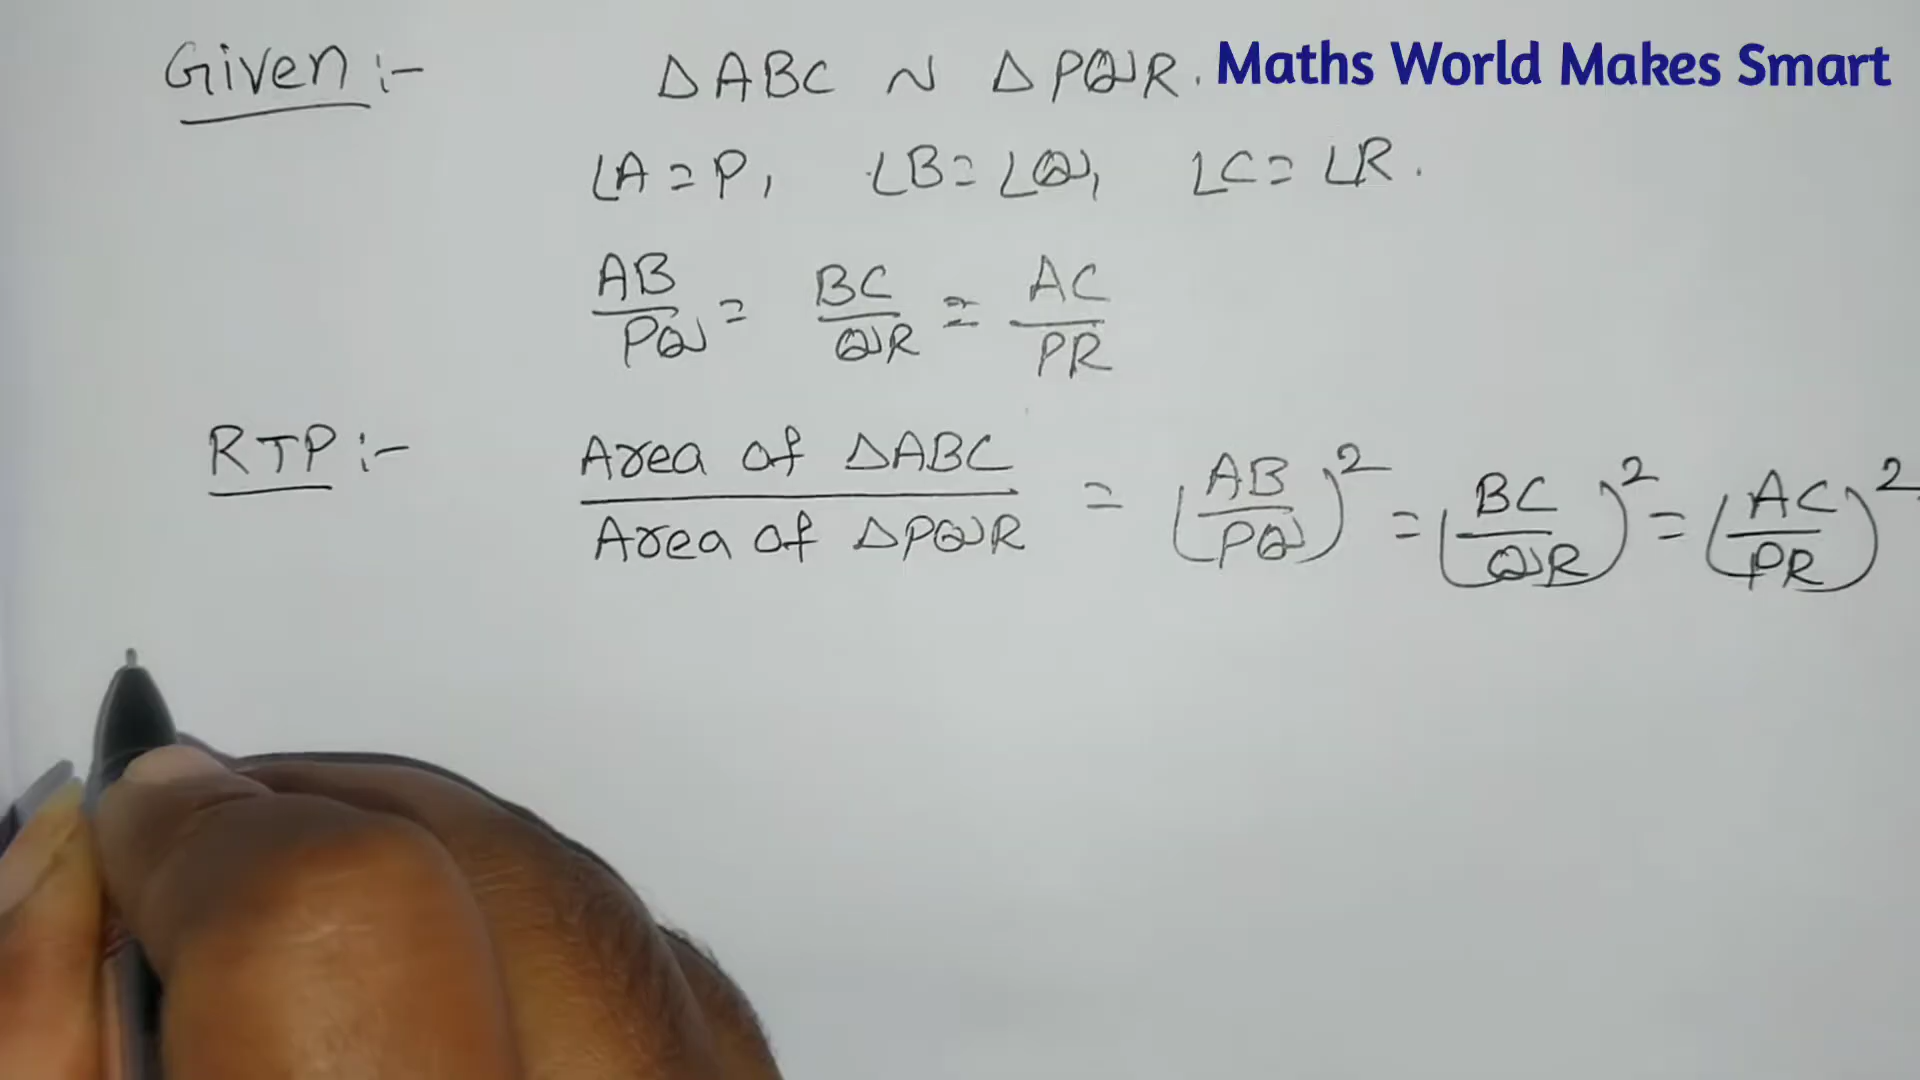 Given :- ΔABC ~ ΔPQR. Maths World Makes Smart
∠A = P, ∠B = ∠Q, ∠C = ∠R.
AB/PQ = BC/QR = AC/PR
RTP :- Area of ΔABC / Area of ΔPQR = (AB/PQ)² = (BC/QR)² = (AC/PR)²